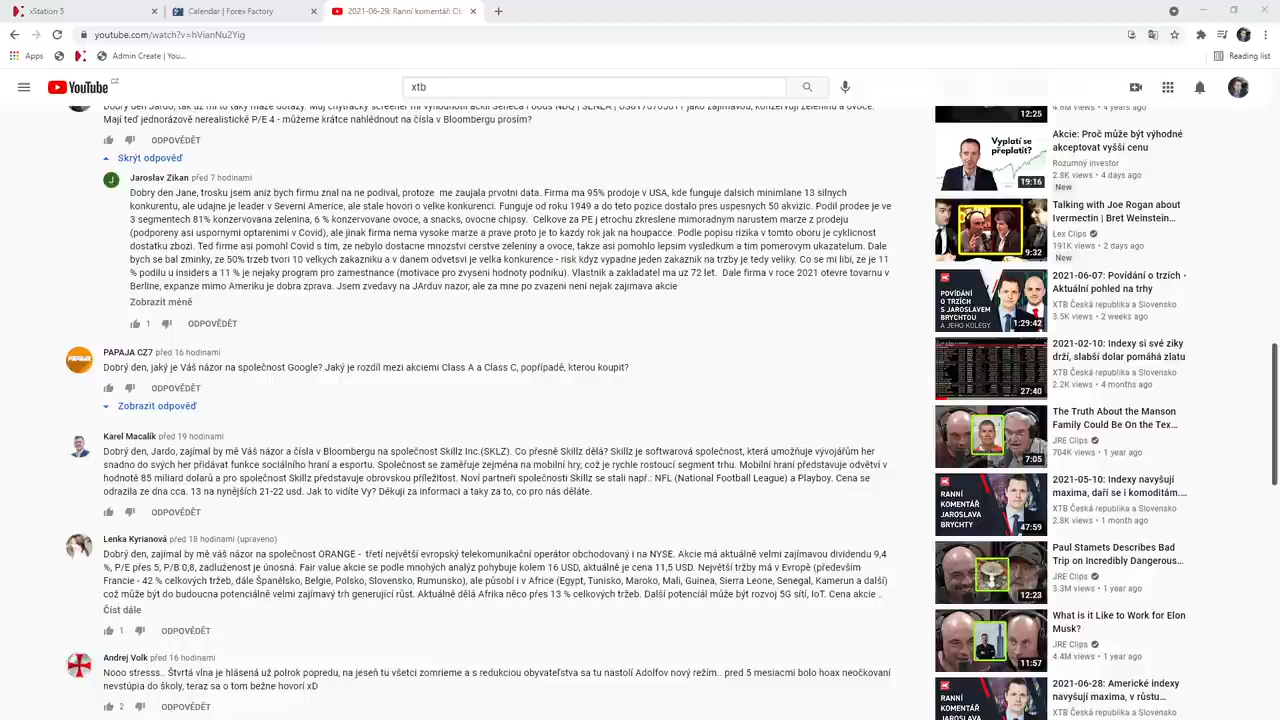 xStation 5
Calendar | Forex Factory
2021-06-29: Ranní komentář: Ob
youtube.com/watch?v=hVianNu2Yig
Apps
Admin Create | You...
Reading list
YouTube CZ
xtb
Mají teď jednorázově nerealistické P/E 4 - můžeme krátce nahlédnout na čísla v Bloombergu prosím?
ODPOVĚDĚT
Skrýt odpověď
J
Jaroslav Zikan před 7 hodinami
Dobry den Jane, trosku jsem aniz bych firmu znal na ne podival, protoze me zaujala prvotni data. Firma ma 95% prodeje v USA, kde funguje dalsich minimlane 13 silnych
konkurentu, ale udajne je leader v Severni Americe, ale stale hovori o velke konkurenci. Funguje od roku 1949 a do teto pozice dostalo pres uspesnych 50 akvizic. Podil prodee je ve
3 segmentech 81% konzervovana zelenina, 6 % konzervovane ovoce, a snacks, ovocne chipsy. Celkove za PE j etrochu zkreslene mimoradnym narustem marze z prodeju
(podporeny asi uspornymi optarenimi v Covid), ale jinak firma nema vysoke marze a prave proto je to kazdy rok jak na houpacce. Podle popisu rizika v tomto oboru je cyklicnost
dostatku zbozi. Ted firme asi pomohl Covid s tim, ze nebylo dostacne mnozstvi cerstve zeleniny a ovoce, takze asi pomohlo lepsim vysledkum a tim pomerovym ukazatelum. Dale
bych se bal zminky, ze 50% trzeb tvori 10 velkych zakazniku a v danem odvetsvi je velka konkurence - risk kdyz vypadne jeden zakaznik na trzby je tedy veliky. Co se mi libi, ze je 11
% podilu u insiders a 11 % je nejaky program pro zamestnance (motivace pro zvyseni hodnoty podniku). Vlastnik a zakladatel ma uz 72 let. Dale firma v roce 2021 otevre tovarnu v
Berline, expanze mimo Ameriku je dobra zprava. Jsem zvedavy na JArduv nazor, ale za mne po zvazeni neni nejak zajimava akcie
Zobrazit méně
1
ODPOVĚDĚT
PAPAJA CZ7 před 16 hodinami
Dobrý den, jaký je Váš názor na společnost Google? Jaký je rozdíl mezi akciemi Class A a Class C, popřípadě, kterou koupit?
ODPOVĚDĚT
Zobrazit odpověď
Karel Macalík před 19 hodinami
Dobrý den, Jardo, zajímal by mě Váš názor a čísla v Bloombergu na společnost Skillz Inc.(SKLZ). Co přesně Skillz dělá? Skillz je softwarová společnost, která umožňuje vývojářům her
snadno do svých her přidávat funkce sociálního hraní a esportu. Společnost se zaměřuje zejména na mobilní hry, což je rychle rostoucí segment trhu. Mobilní hraní představuje odvětví v
hodnotě 85 miliard dolarů a pro společnost Skillz představuje obrovskou příležitost. Noví partneři společnosti Skillz se stali např.: NFL (National Football League) a Playboy. Cena se
odrazila ze dna cca. 13 na nynějších 21-22 usd. Jak to vidíte Vy? Děkuji za informaci a taky za to, co pro nás děláte.
ODPOVĚDĚT
Lenka Kyrianová před 18 hodinami (upraveno)
Dobrý den, zajímal by mě váš názor na společnost ORANGE - třetí největší evropský telekomunikační operátor obchodovaný i na NYSE. Akcie má aktuálně velmi zajímavou dividendu 9,4
%, P/E přes 5, P/B 0,8, zadluženost je únosná. Fair value akcie se podle mnohých analýz pohybuje kolem 16 USD, aktuálně je cena 11,5 USD. Největší tržby má v Evropě (především
Francie - 42 % celkových tržeb, dále Španělsko, Belgie, Polsko, Slovensko, Rumunsko), ale působí i v Africe (Egypt, Tunisko, Maroko, Mali, Guinea, Sierra Leone, Senegal, Kamerun a další)
což může být do budoucna potenciálně velmi zajímavý trh generující růst. Aktuálně dělá Afrika něco přes 13 % celkových tržeb. Další potenciál může být rozvoj 5G sítí, IoT. Cena akcie ..
Číst dále
1
ODPOVĚDĚT
Andrej Volk před 16 hodinami
Nooo stresss.. Štvrtá vlna je hlásená už polrok popredu, na jeseň tu všetci zomrieme a s redukciou obyvateľstva sa tu nastolí Adolfov nový režim.. pred 5 mesiacmi bolo hoax neočkovaní
nevstúpia do školy, teraz sa o tom bežne hovorí xD
2
ODPOVĚDĚT
12:25
4.8M views • 4 years ago
Vyplatí se
přeplatit?
19:16
Akcie: Proč může být výhodné
akceptovat vyšší cenu
Rozumný investor
2.8K views • 4 days ago
New
9:32
Talking with Joe Rogan about
Ivermectin | Bret Weinstein...
Lex Clips
191K views • 2 days ago
New
POVÍDÁNÍ
O TRZÍCH
S JAROSLAVEM
BRYCHTOU
A JEHO KOLEGY
1:29:42
2021-06-07: Povídání o trzích -
Aktuální pohled na trhy
XTB Česká republika a Slovensko
3.5K views • 2 weeks ago
27:40
2021-02-10: Indexy si své zisky
drží, slabší dolar pomáhá zlatu
XTB Česká republika a Slovensko
2.2K views • 4 months ago
7:05
The Truth About the Manson
Family Could Be On the Tex...
JRE Clips
704K views • 1 year ago
RANNÍ
KOMENTÁŘ
JAROSLAVA
BRYCHTY
47:59
2021-05-10: Indexy navyšují
maxima, daří se i komoditám....
XTB Česká republika a Slovensko
2.8K views • 1 month ago
12:23
Paul Stamets Describes Bad
Trip on Incredibly Dangerous...
JRE Clips
3.3M views • 1 year ago
11:57
What is it Like to Work for Elon
Musk?
JRE Clips
4.4M views • 1 year ago
RANNÍ
KOMENTÁŘ
2021-06-28: Americké indexy
navyšují maxima, v růstu...
XTB Česká republika a Slovensko